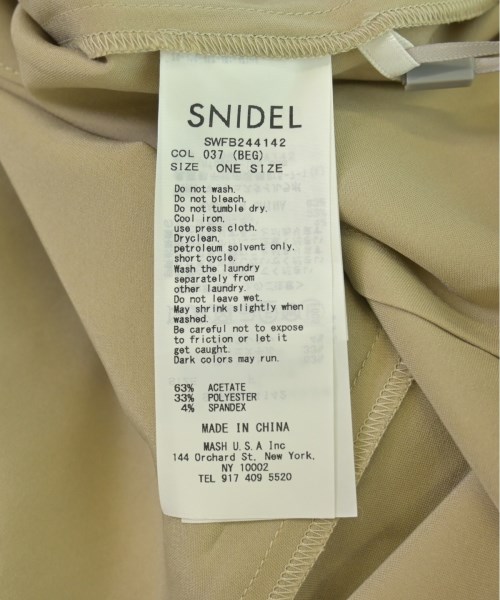 SNIDEL
SWFB244142
COL 037 (BEG)
SIZE ONE SIZE
Do not wash.
Do not bleach.
Do not tumble dry.
Cool iron,
use press cloth.
Dryclean,
petroleum solvent only,
short cycle.
Wash the laundry
separately from
other laundry.
Do not leave wet.
May shrink slightly when
washed.
Be careful not to expose
to friction or let it
get caught.
Dark colors may run.
63% ACETATE
33% POLYESTER
4% SPANDEX
MADE IN CHINA
MASH U.S.A Inc
144 Orchard St, New York,
NY 10002
TEL 917 409 5520